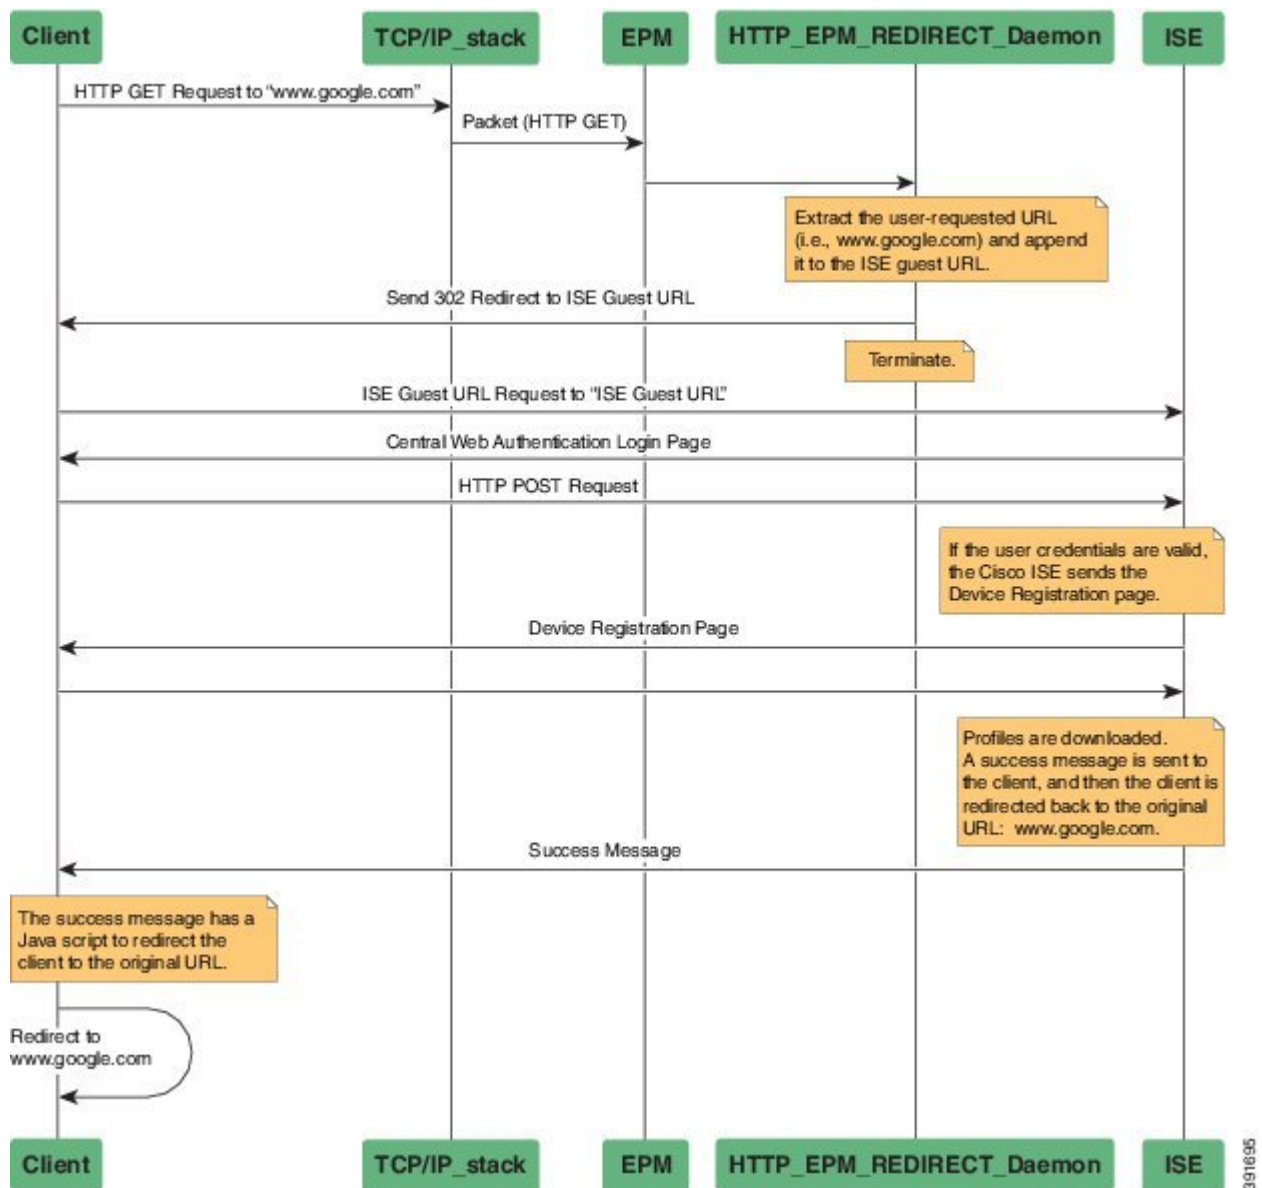 Client TCP/IP_stack EPM HTTP_EPM_REDIRECT_Daemon ISE
HTTP GET Request to “www.google.com”
Packet (HTTP GET)
Extract the user-requested URL
(i.e., www.google.com) and append
it to the ISE guest URL.
Send 302 Redirect to ISE Guest URL
Terminate.
ISE Guest URL Request to “ISE Guest URL”
Central Web Authentication Login Page
HTTP POST Request
If the user credentials are valid,
the Cisco ISE sends the
Device Registration page.
Device Registration Page
Profiles are downloaded.
A success message is sent to
the client, and then the client is
redirected back to the original
URL: www.google.com.
Success Message
The success message has a
Java script to redirect the
client to the original URL.
Redirect to
www.google.com
Client TCP/IP_stack EPM HTTP_EPM_REDIRECT_Daemon ISE
391695